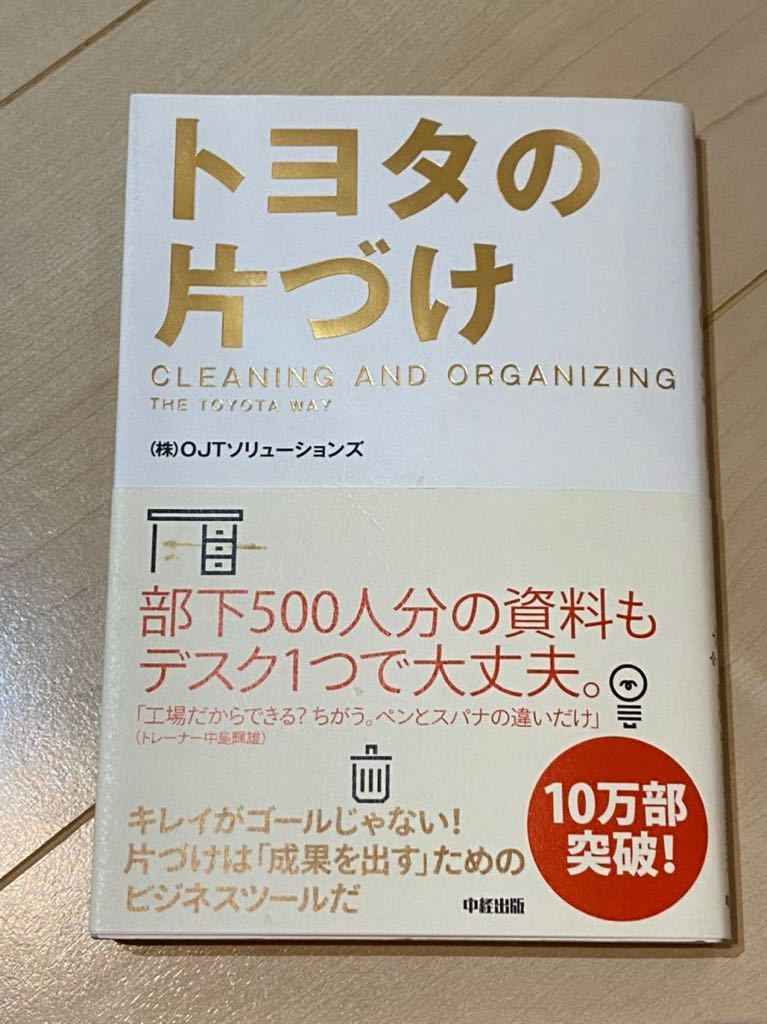 トヨタの
片づけ
CLEANING AND ORGANIZING
THE TOYOTA WAY
(株)OJTソリューションズ
部下500人分の資料も
デスク1つで大丈夫。
「工場だからできる?ちがう。ペンとスパナの違いだけ」
(トレーナー中島輝雄)
10万部
突破!
キレイがゴールじゃない!
片づけは「成果を出す」ための
ビジネスツールだ
中経出版